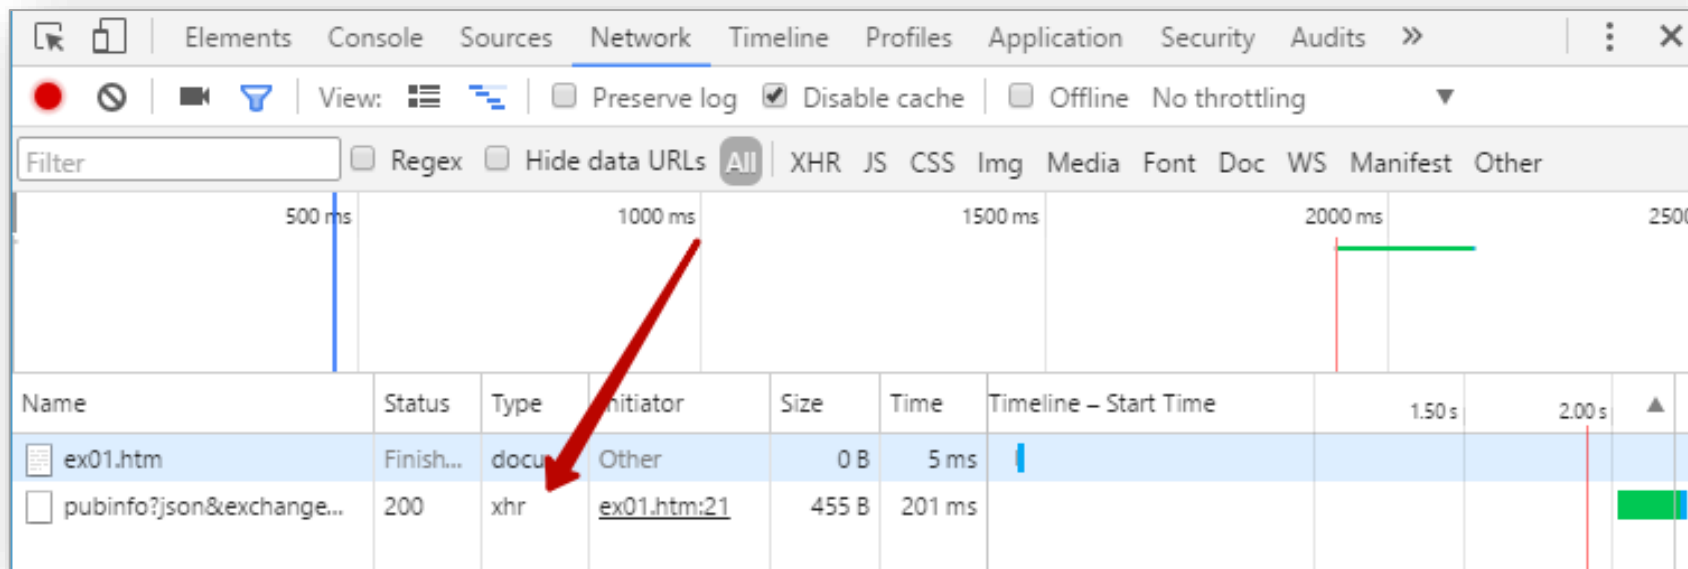 Elements Console Sources Network Timeline Profiles Application Security Audits »
View: Preserve log Disable cache Offline No throttling
Filter Regex Hide data URLs All XHR JS CSS Img Media Font Doc WS Manifest Other
500 ms 1000 ms 1500 ms 2000 ms
Name Status Type Size Time Timeline – Start Time 1.50 s 2.00 s
ex01.htm Finish... Other 0 B 5 ms
pubinfo?json&exchange... 200 xhr ex01.htm:21 455 B 201 ms